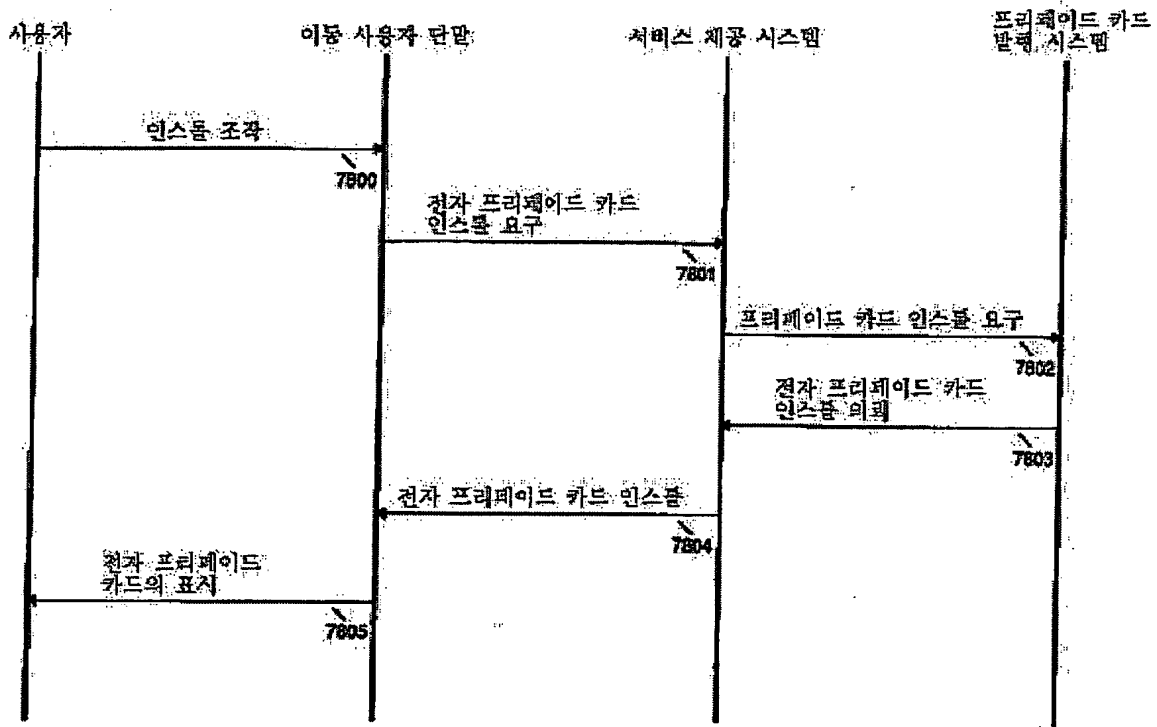 사용자
이동 사용자 단말
서비스 제공 시스템
프리페이드 카드
발행 시스템
인스톨 조작
7800
전자 프리페이드 카드
인스톨 요구
7801
프리페이드 카드 인스톨 요구
7802
전자 프리페이드 카드
인스톨 의뢰
7803
전자 프리페이드 카드 인스톨
7804
전자 프리페이드
카드의 표시
7805